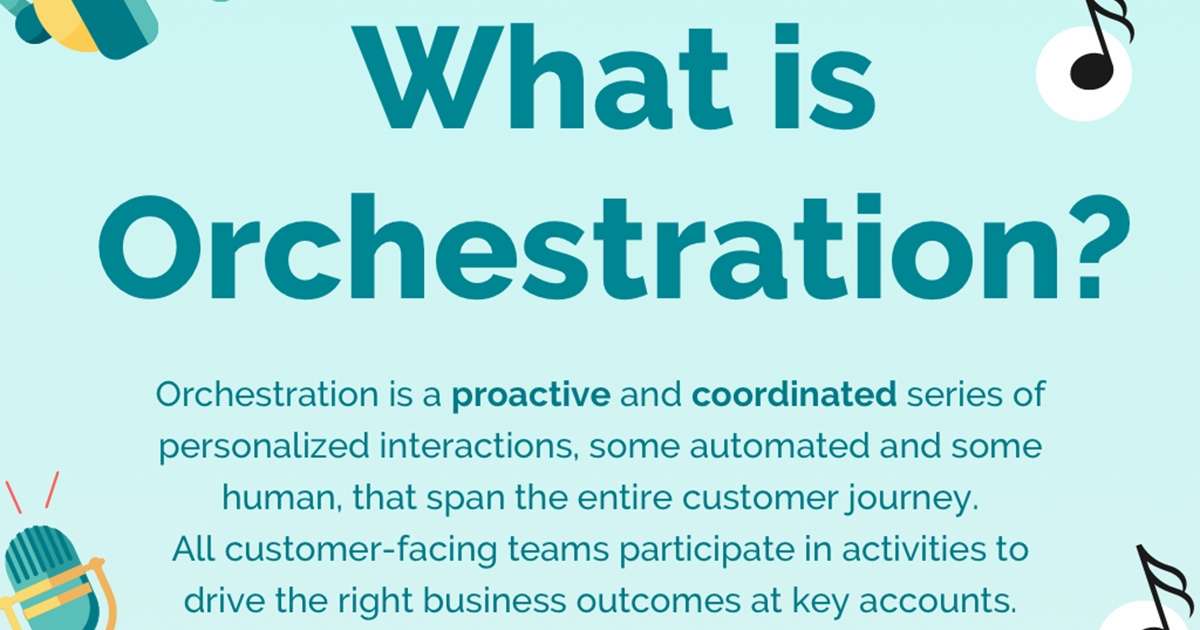 What is
Orchestration?
Orchestration is a proactive and coordinated series of
personalized interactions, some automated and some
human, that span the entire customer journey.
All customer-facing teams participate in activities to
drive the right business outcomes at key accounts.